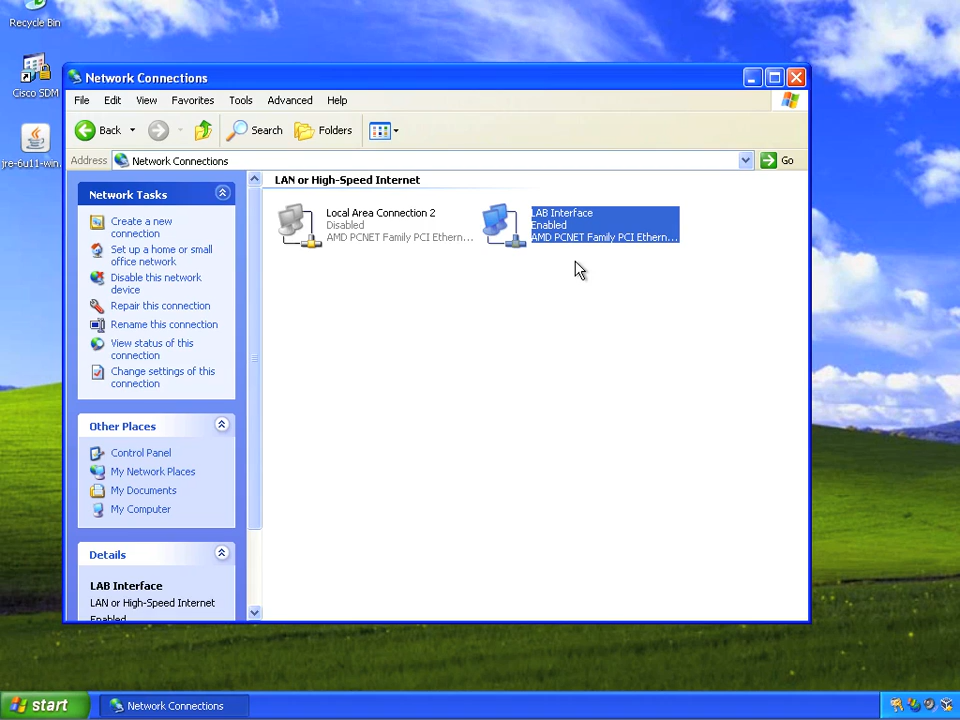 Recycle Bin
Cisco SDM
jre-6u11-win...
Network Connections
File Edit View Favorites Tools Advanced Help
Back Search Folders
Address Network Connections Go
Network Tasks
Create a new
connection
Set up a home or small
office network
Disable this network
device
Repair this connection
Rename this connection
View status of this
connection
Change settings of this
connection
Other Places
Control Panel
My Network Places
My Documents
My Computer
Details
LAB Interface
LAN or High-Speed Internet
Enabled
LAN or High-Speed Internet
Local Area Connection 2
Disabled
AMD PCNET Family PCI Ethern...
LAB Interface
Enabled
AMD PCNET Family PCI Ethern...
start
Network Connections